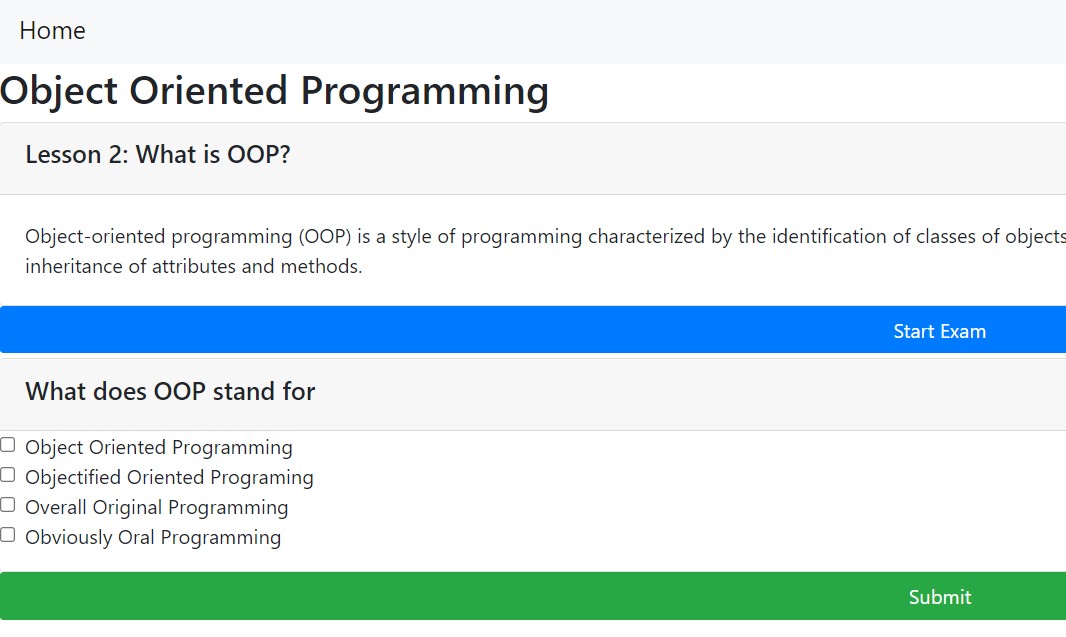 Home
Object Oriented Programming
Lesson 2: What is OOP?
Object-oriented programming (OOP) is a style of programming characterized by the identification of classes of objects
inheritance of attributes and methods.
Start Exam
What does OOP stand for
Object Oriented Programming
Objectified Oriented Programing
Overall Original Programming
Obviously Oral Programming
Submit